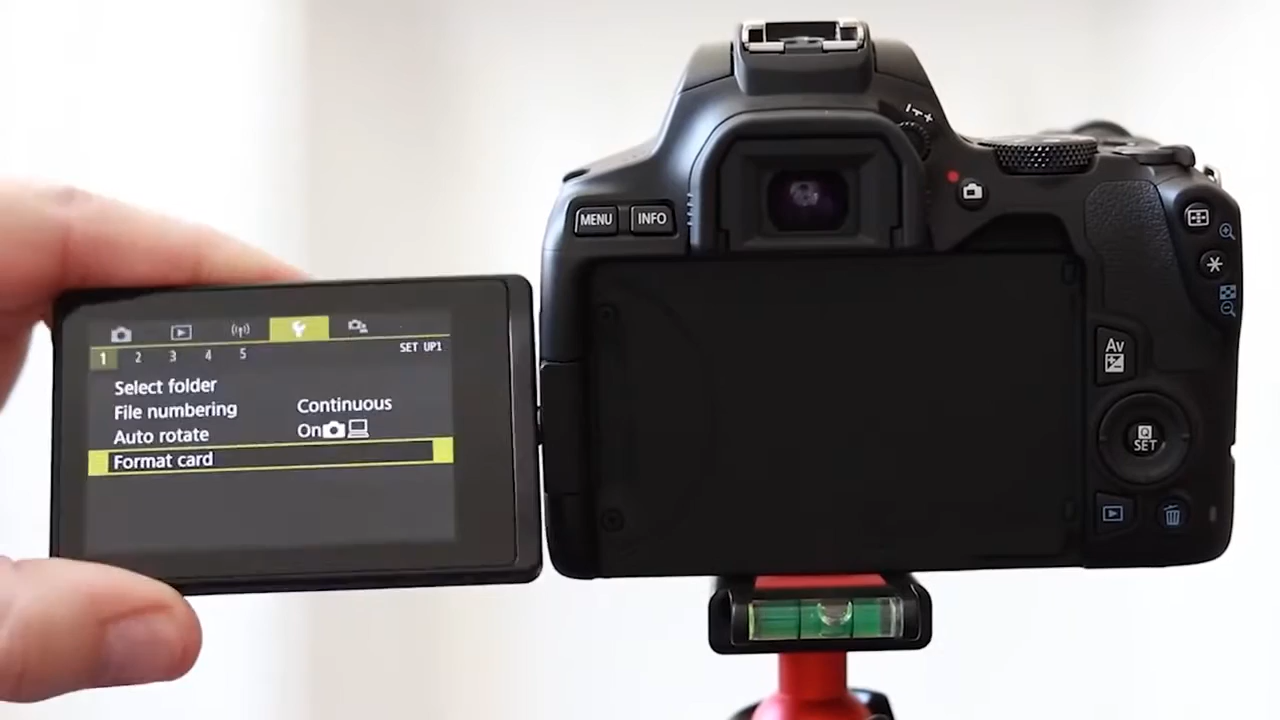 MENU
INFO
1 2 3 4 5
SET UP1
Select folder
File numbering Continuous
Auto rotate On
Format card
Av
Q
SET